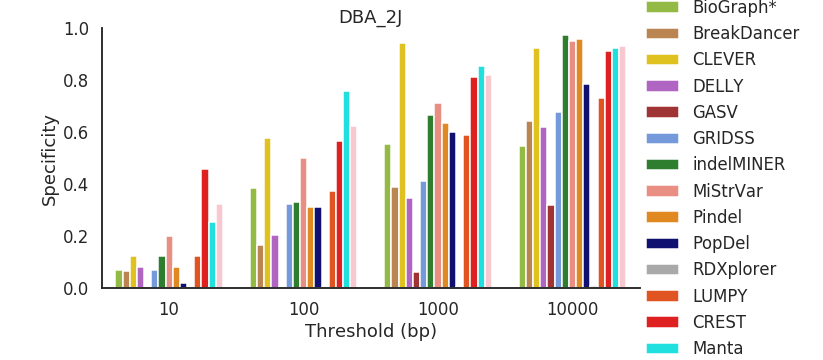 DBA_2J
Specificity
1.0
0.8
0.6
0.4
0.2
0.0
10
100
1000
10000
Threshold (bp)
BioGraph*
BreakDancer
CLEVER
DELLY
GASV
GRIDSS
indelMINER
MiStrVar
Pindel
PopDel
RDXplorer
LUMPY
CREST
Manta